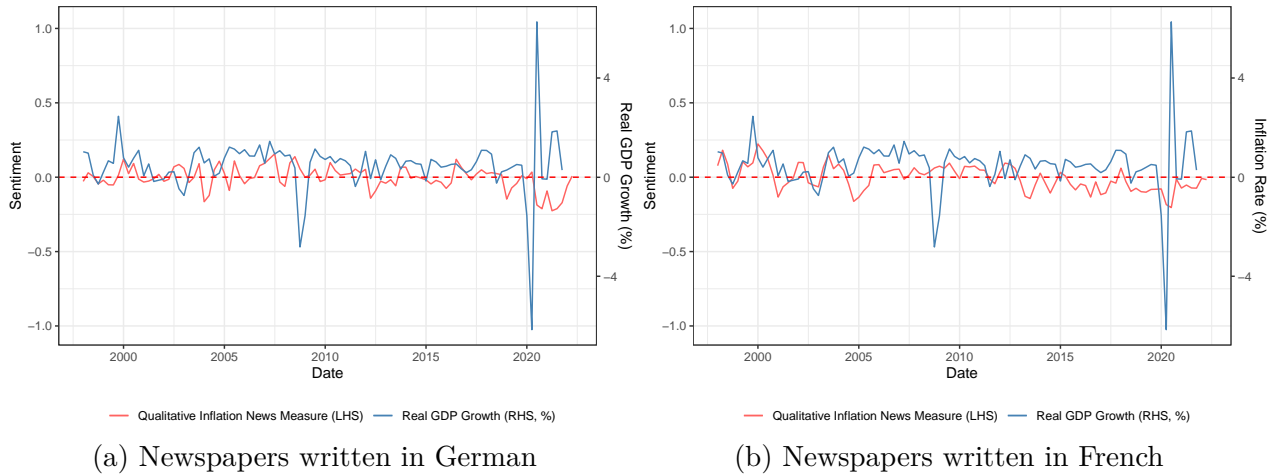 1.0
0.5
0.0
−0.5
−1.0
Sentiment
4
0
−4
Real GDP Growth (%)
2000 2005 2010 2015 2020
Date
Qualitative Inflation News Measure (LHS) Real GDP Growth (RHS, %)
(a) Newspapers written in German
1.0
0.5
0.0
−0.5
−1.0
Sentiment
4
0
−4
Inflation Rate (%)
2000 2005 2010 2015 2020
Date
Qualitative Inflation News Measure (LHS) Real GDP Growth (RHS, %)
(b) Newspapers written in French